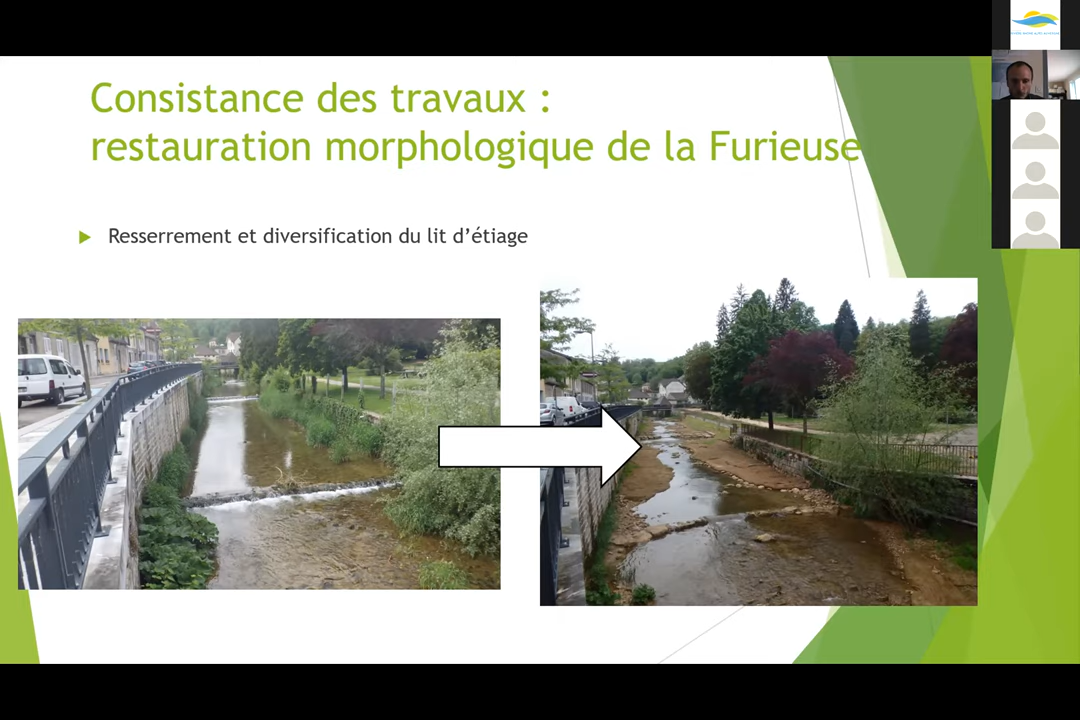 Consistance des travaux :
restauration morphologique de la Furieuse
Resserrement et diversification du lit d’étiage